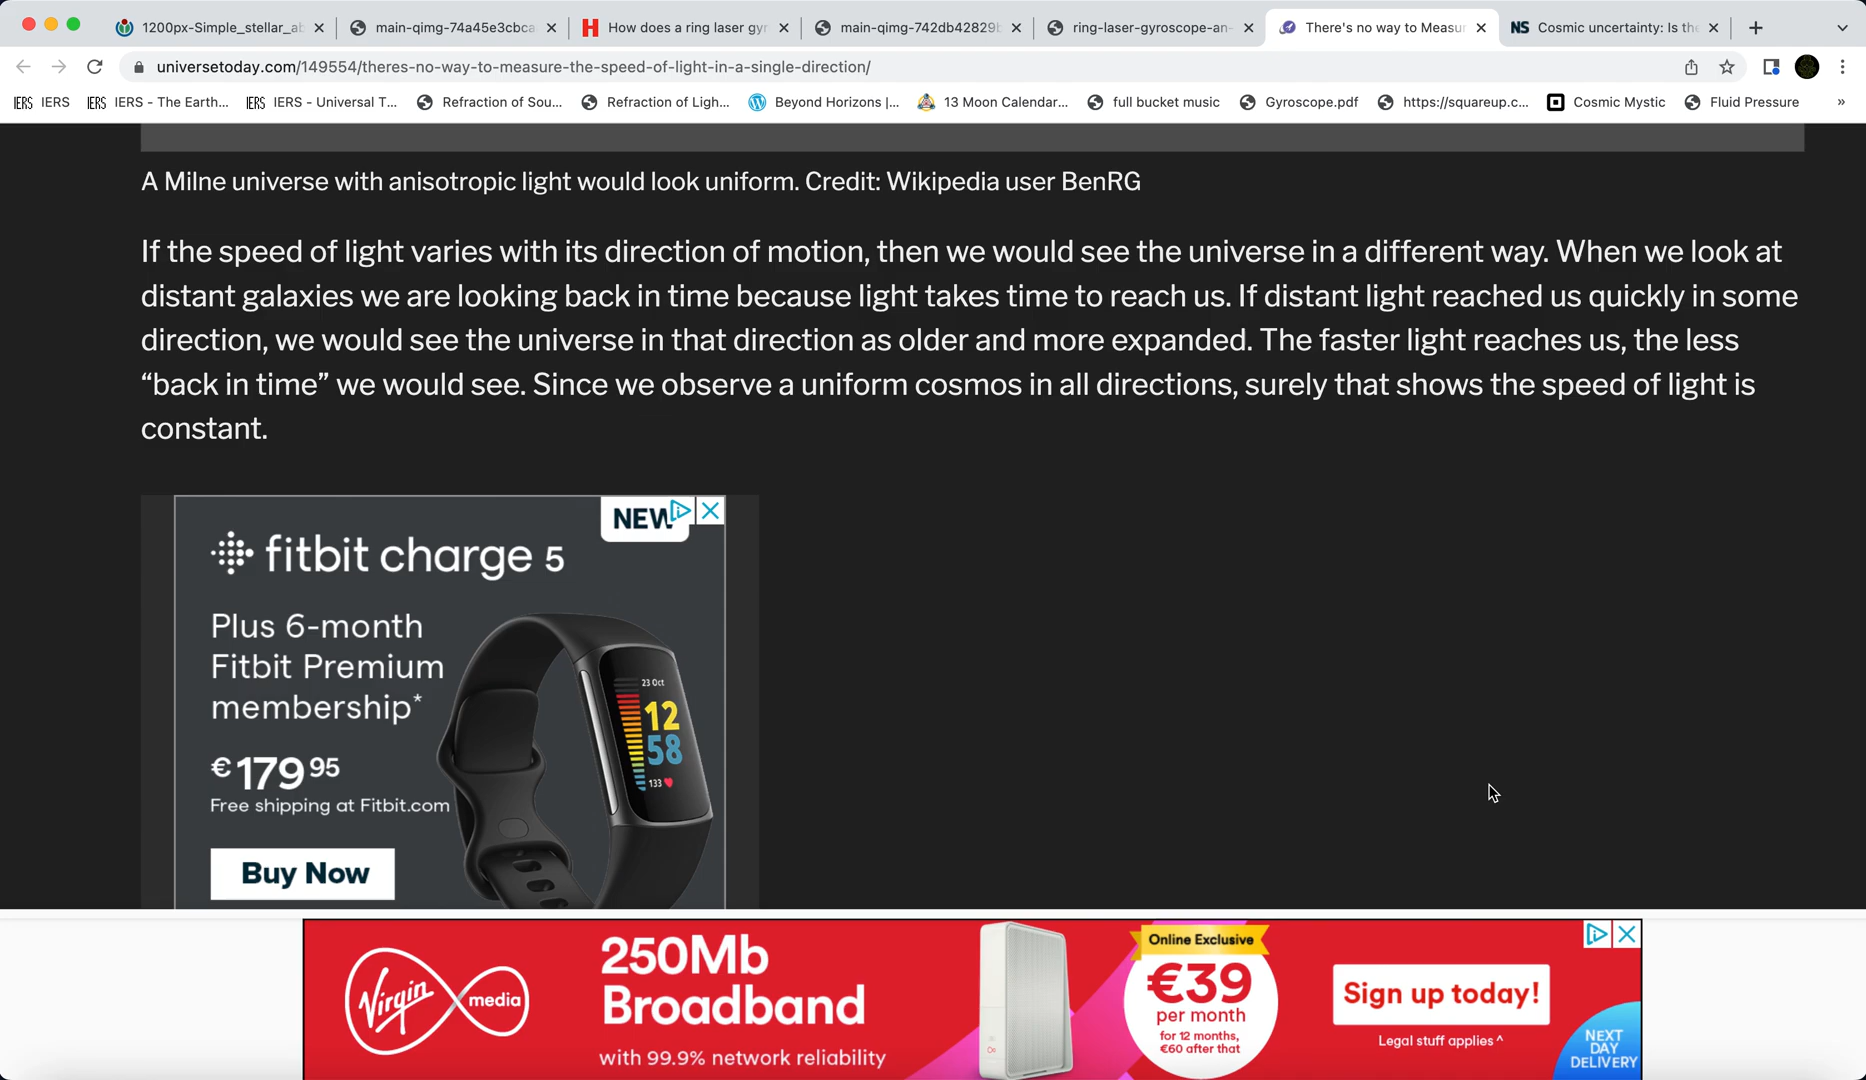 1200px-Simple_stellar_ab
main-qimg-74a45e3cbca
How does a ring laser gyr
main-qimg-742db42829b
ring-laser-gyroscope-an-
There's no way to Measur
NS Cosmic uncertainty: Is the
universetoday.com/149554/theres-no-way-to-measure-the-speed-of-light-in-a-single-direction/
IERS IERS
IERS IERS - The Earth...
IERS IERS - Universal T...
Refraction of Sou...
Refraction of Ligh...
Beyond Horizons |...
13 Moon Calendar...
full bucket music
Gyroscope.pdf
https://squareup.c...
Cosmic Mystic
Fluid Pressure
»
A Milne universe with anisotropic light would look uniform. Credit: Wikipedia user BenRG
If the speed of light varies with its direction of motion, then we would see the universe in a different way. When we look at
distant galaxies we are looking back in time because light takes time to reach us. If distant light reached us quickly in some
direction, we would see the universe in that direction as older and more expanded. The faster light reaches us, the less
“back in time” we would see. Since we observe a uniform cosmos in all directions, surely that shows the speed of light is
constant.
NEW
fitbit charge 5
Plus 6-month
Fitbit Premium
membership*
€179 95
Free shipping at Fitbit.com
Buy Now
23 Oct
12
58
133
Virgin media
250Mb
Broadband
with 99.9% network reliability
Online Exclusive
€39
per month
for 12 months,
€60 after that
Sign up today!
Legal stuff applies ^
NEXT
DAY
DELIVERY